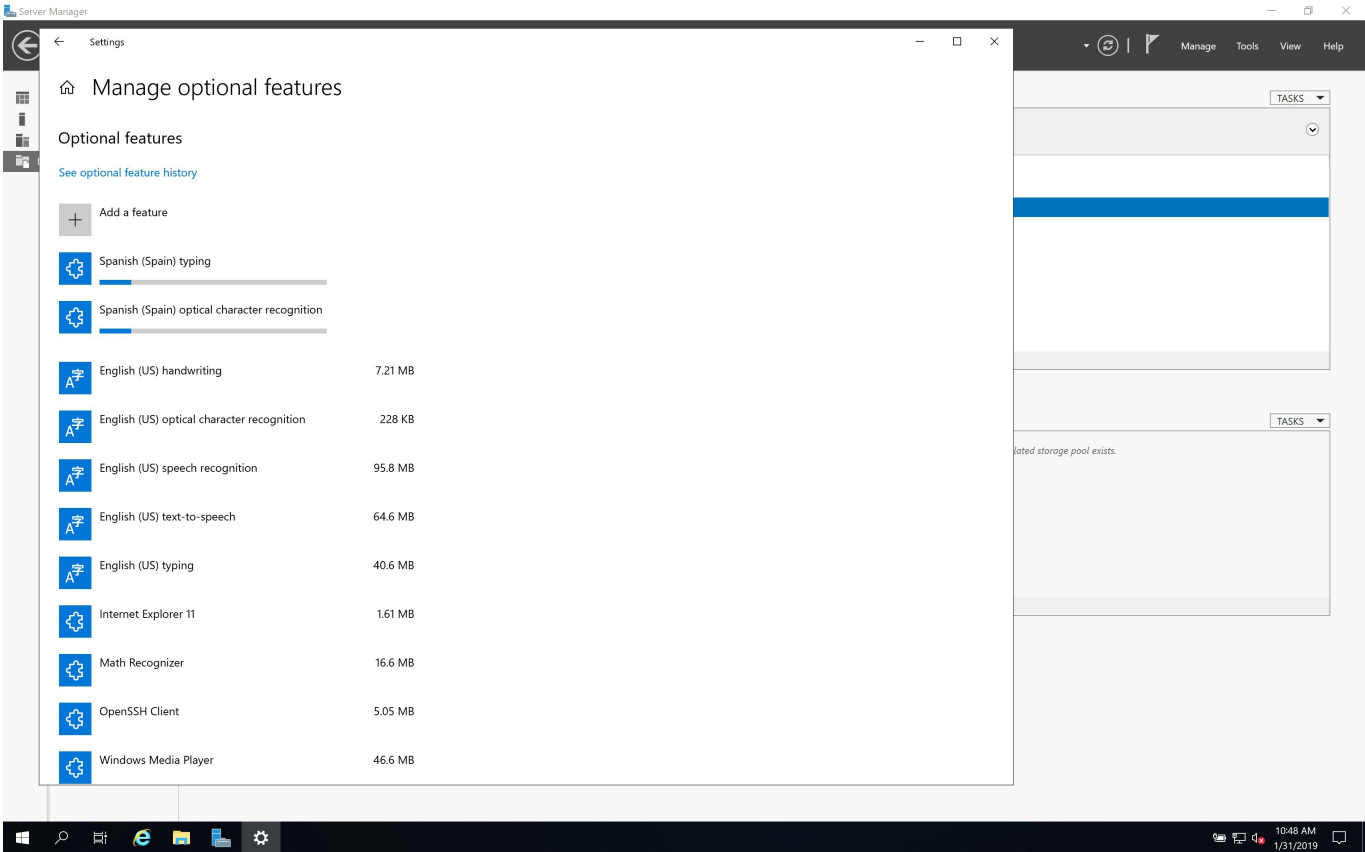 Server Manager
Settings
Manage Tools View Help
Manage optional features
TASKS
Optional features
See optional feature history
Add a feature
Spanish (Spain) typing
Spanish (Spain) optical character recognition
English (US) handwriting 7.21 MB
English (US) optical character recognition 228 KB
TASKS
lated storage pool exists.
English (US) speech recognition 95.8 MB
English (US) text-to-speech 64.6 MB
English (US) typing 40.6 MB
Internet Explorer 11 1.61 MB
Math Recognizer 16.6 MB
OpenSSH Client 5.05 MB
Windows Media Player 46.6 MB
10:48 AM
1/31/2019